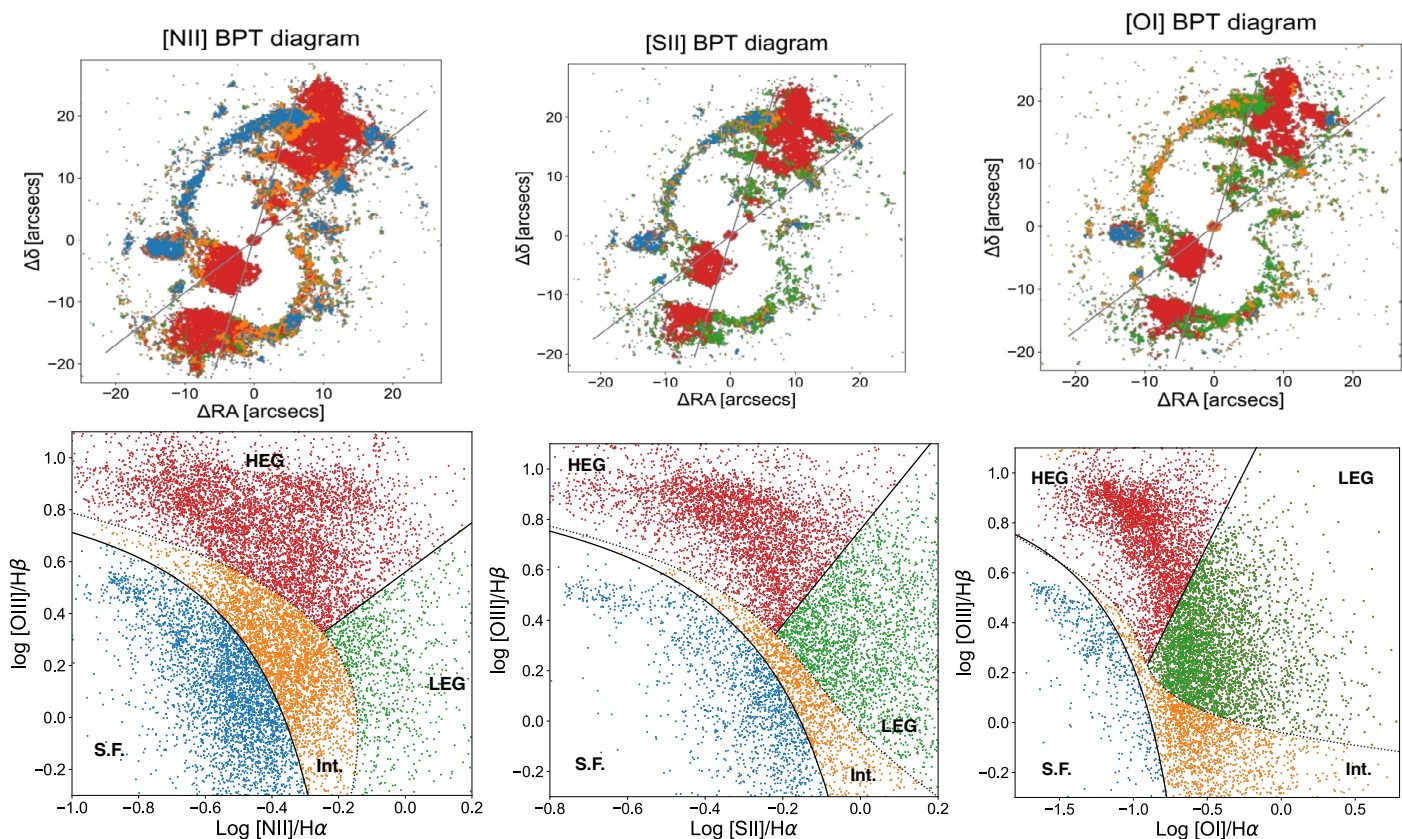 [NII] BPT diagram
[SII] BPT diagram
[OI] BPT diagram
Δδ [arcsecs]
20
10
0
−10
−20
−20 −10 0 10 20
ΔRA [arcsecs]
Δδ [arcsecs]
20
10
0
−10
−20
−20 −10 0 10 20
ΔRA [arcsecs]
Δδ [arcsecs]
20
10
0
−10
−20
−20 −10 0 10 20
ΔRA [arcsecs]
log [OIII]/Hβ
1.0
0.8
0.6
0.4
0.2
0.0
−0.2
HEG
LEG
S.F.
Int.
−1.0 −0.8 −0.6 −0.4 −0.2 0.0 0.2
Log [NII]/Hα
log [OIII]/Hβ
1.0
0.8
0.6
0.4
0.2
0.0
−0.2
HEG
LEG
S.F.
Int.
−0.8 −0.6 −0.4 −0.2 0.0 0.2
Log [SII]/Hα
log [OIII]/Hβ
1.0
0.8
0.6
0.4
0.2
0.0
−0.2
HEG
LEG
S.F.
Int.
−1.5 −1.0 −0.5 0.0 0.5
Log [OI]/Hα